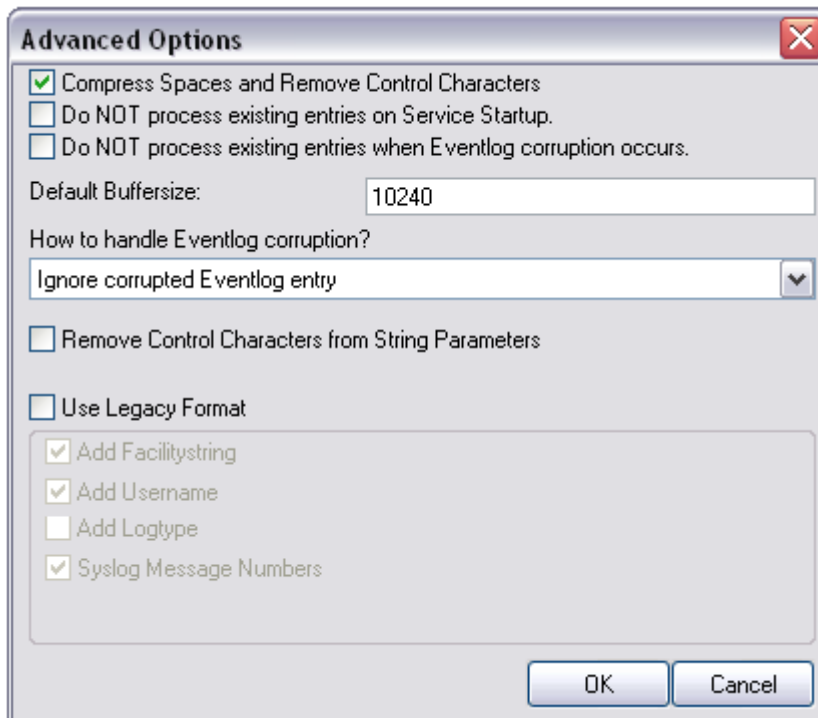 Advanced Options
Compress Spaces and Remove Control Characters
Do NOT process existing entries on Service Startup.
Do NOT process existing entries when Eventlog corruption occurs.
Default Buffersize: 10240
How to handle Eventlog corruption?
Ignore corrupted Eventlog entry
Remove Control Characters from String Parameters
Use Legacy Format
Add Facilitystring
Add Username
Add Logtype
Syslog Message Numbers
OK Cancel